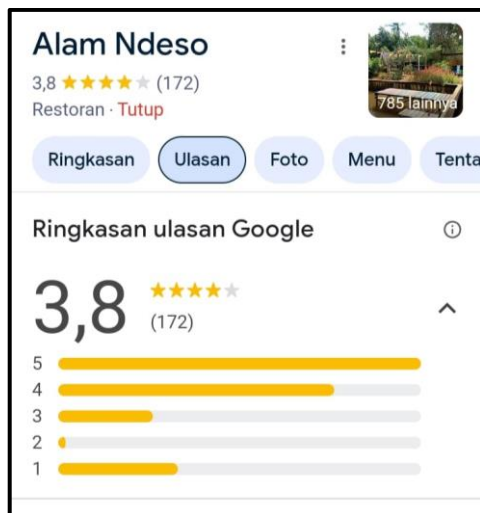 Alam Ndeso
3,8 (172)
Restoran · Tutup
785 lainnya
Ringkasan Ulasan Foto Menu Tenta
Ringkasan ulasan Google
3,8
(172)
5
4
3
2
1